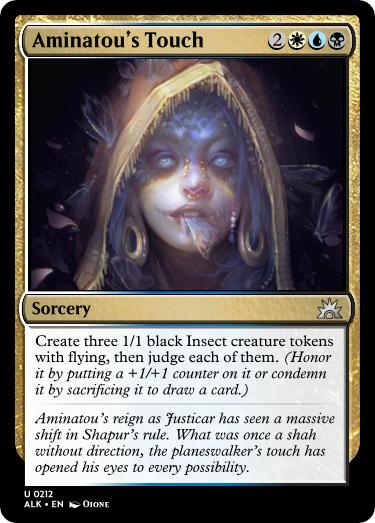 Aminatou's Touch 2
Sorcery
Create three 1/1 black Insect creature tokens
with flying, then judge each of them. (Honor
it by putting a +1/+1 counter on it or condemn
it by sacrificing it to draw a card.)
Aminatou's reign as Justicar has seen a massive
shift in Shapur's rule. What was once a shah
without direction, the planeswalker's touch has
opened his eyes to every possibility.
U 0212
ALK • EN Oione